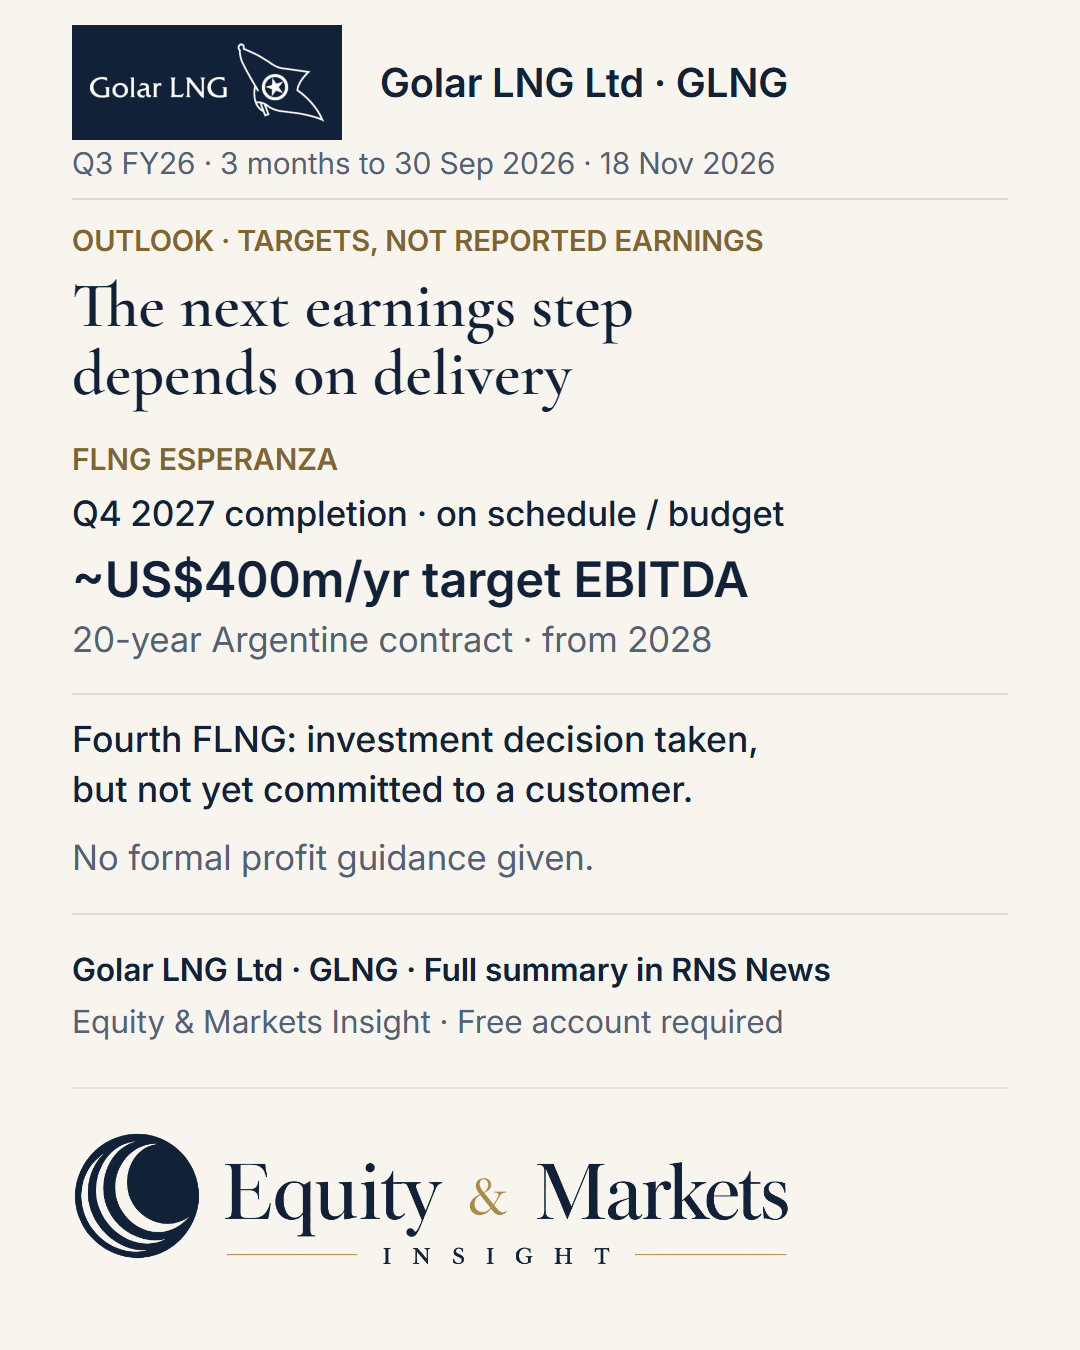 Golar LNG
Golar LNG Ltd · GLNG
Q3 FY26 · 3 months to 30 Sep 2026 · 18 Nov 2026
OUTLOOK · TARGETS, NOT REPORTED EARNINGS
The next earnings step
depends on delivery
FLNG ESPERANZA
Q4 2027 completion · on schedule / budget
~US$400m/yr target EBITDA
20-year Argentine contract · from 2028
Fourth FLNG: investment decision taken,
but not yet committed to a customer.
No formal profit guidance given.
Golar LNG Ltd · GLNG · Full summary in RNS News
Equity & Markets Insight · Free account required
Equity & Markets
INSIGHT